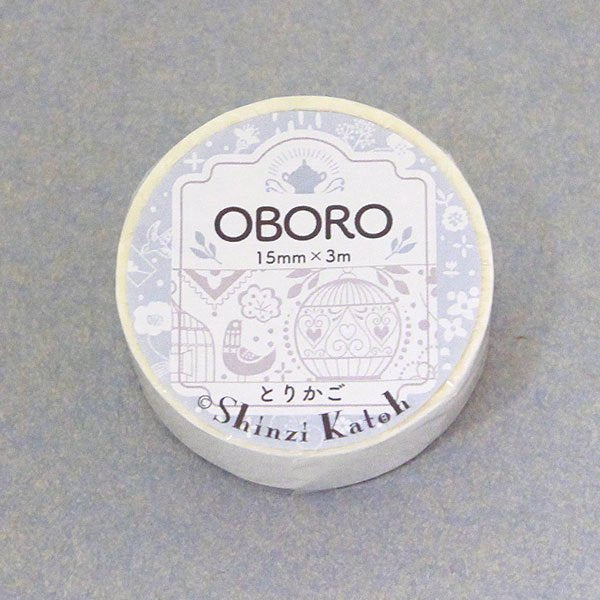 OBORO
15mm×3m
とりかご
©Shinzi Katoh